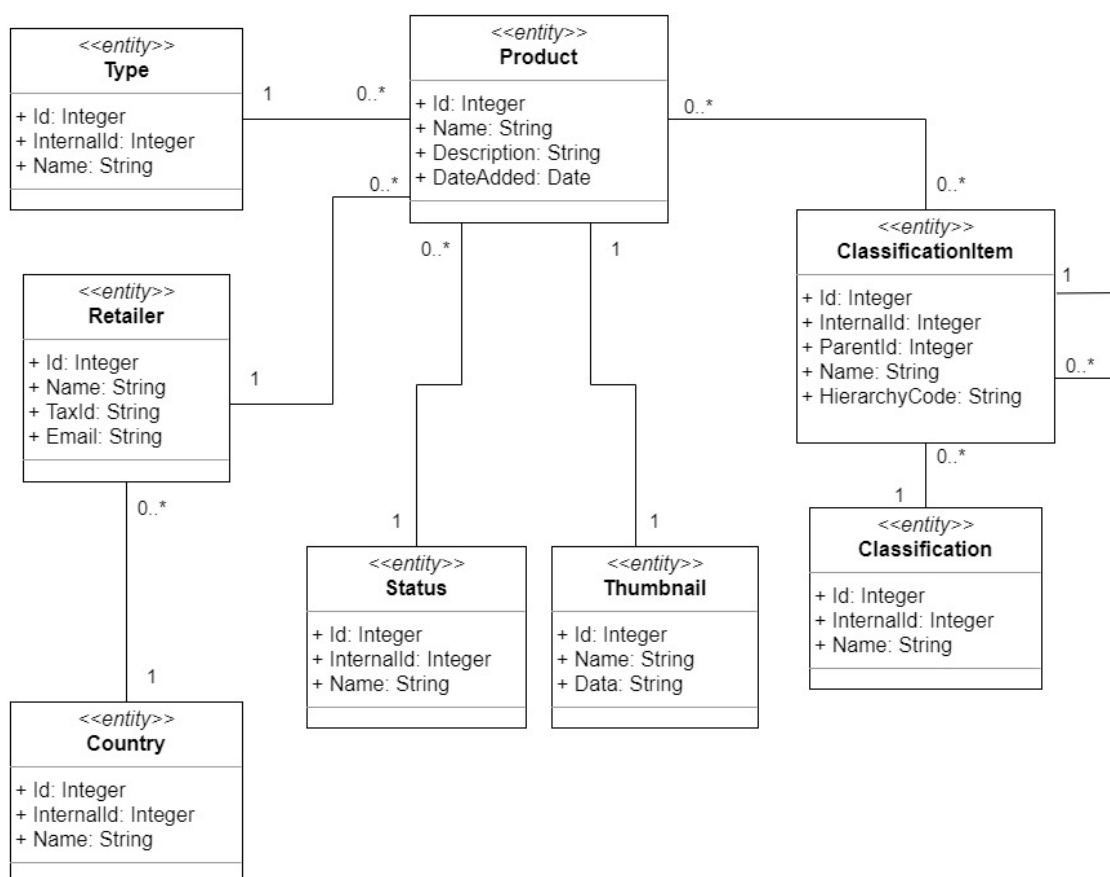 <<entity>>
Type
+ Id: Integer
+ InternalId: Integer
+ Name: String
1
0..*
<<entity>>
Product
+ Id: Integer
+ Name: String
+ Description: String
+ DateAdded: Date
0..*
0..*
0..*
0..*
1
<<entity>>
ClassificationItem
+ Id: Integer
+ InternalId: Integer
+ ParentId: Integer
+ Name: String
+ HierarchyCode: String
1
0..*
<<entity>>
Retailer
+ Id: Integer
+ Name: String
+ TaxId: String
+ Email: String
1
0..*
0..*
1
<<entity>>
Classification
+ Id: Integer
+ InternalId: Integer
+ Name: String
1
<<entity>>
Status
+ Id: Integer
+ InternalId: Integer
+ Name: String
1
<<entity>>
Thumbnail
+ Id: Integer
+ Name: String
+ Data: String
1
<<entity>>
Country
+ Id: Integer
+ InternalId: Integer
+ Name: String